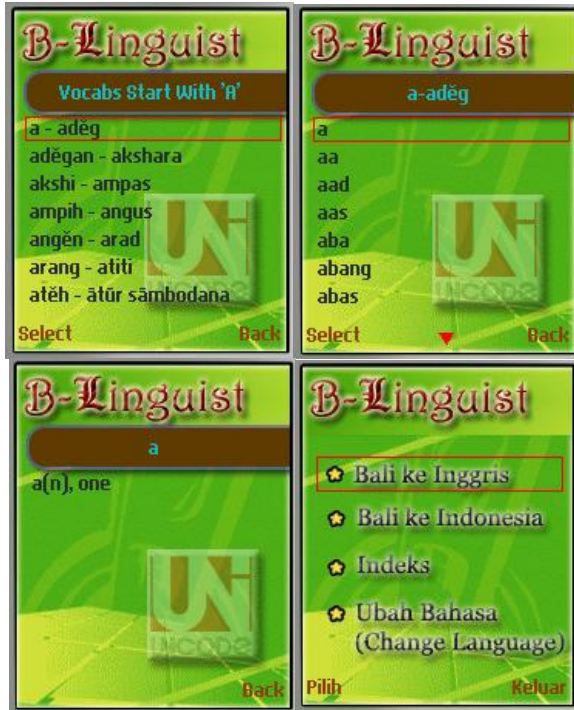 B-Linguist
Vocabs Start With 'A'
a - adĕg
adĕgan - akshara
akshi - ampas
ampih - angus
angĕn - arad
arang - atiti
atĕh - ātūr sāmbodana
Select Back
B-Linguist
a-adĕg
a
aa
aad
aas
aba
abang
abas
Select Back
B-Linguist
a
a(n), one
Back
B-Linguist
Bali ke Inggris
Bali ke Indonesia
Indeks
Ubah Bahasa
(Change Language)
Pilih Keluar